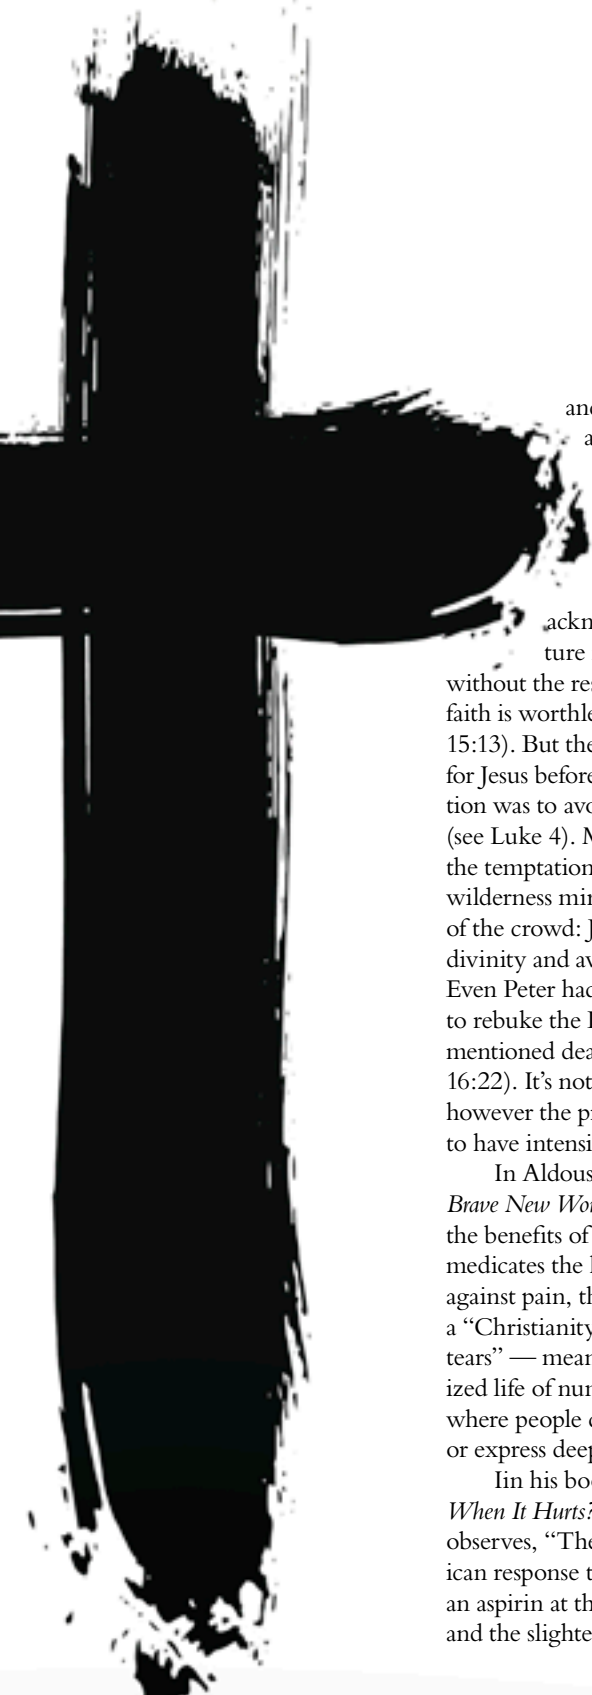 and
a
ackn
ture
without the res
faith is worthle
15:13). But the
for Jesus before
tion was to avo
(see Luke 4). M
the temptation
wilderness mir
of the crowd: J
divinity and av
Even Peter had
to rebuke the L
mentioned dea
16:22). It’s not
however the pr
to have intensi
In Aldous
Brave New Wor
the benefits of
medicates the l
against pain, th
a “Christianity
tears” — mean
ized life of num
where people d
or express deep
Iin his boo
When It Hurts?
observes, “The
ican response t
an aspirin at th
and the slighte